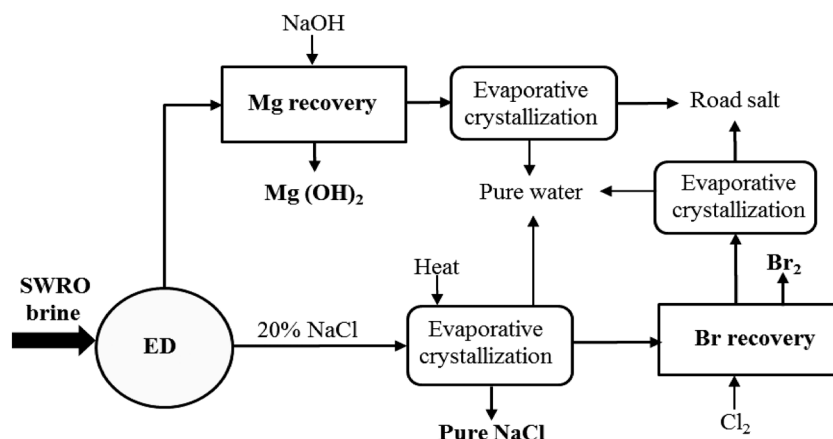 NaOH
Mg recovery
Evaporative
crystallization
Road salt
Mg (OH)2
Pure water
Evaporative
crystallization
SWRO
brine
Heat
Br2
ED
20% NaCl
Evaporative
crystallization
Br recovery
Pure NaCl
Cl2